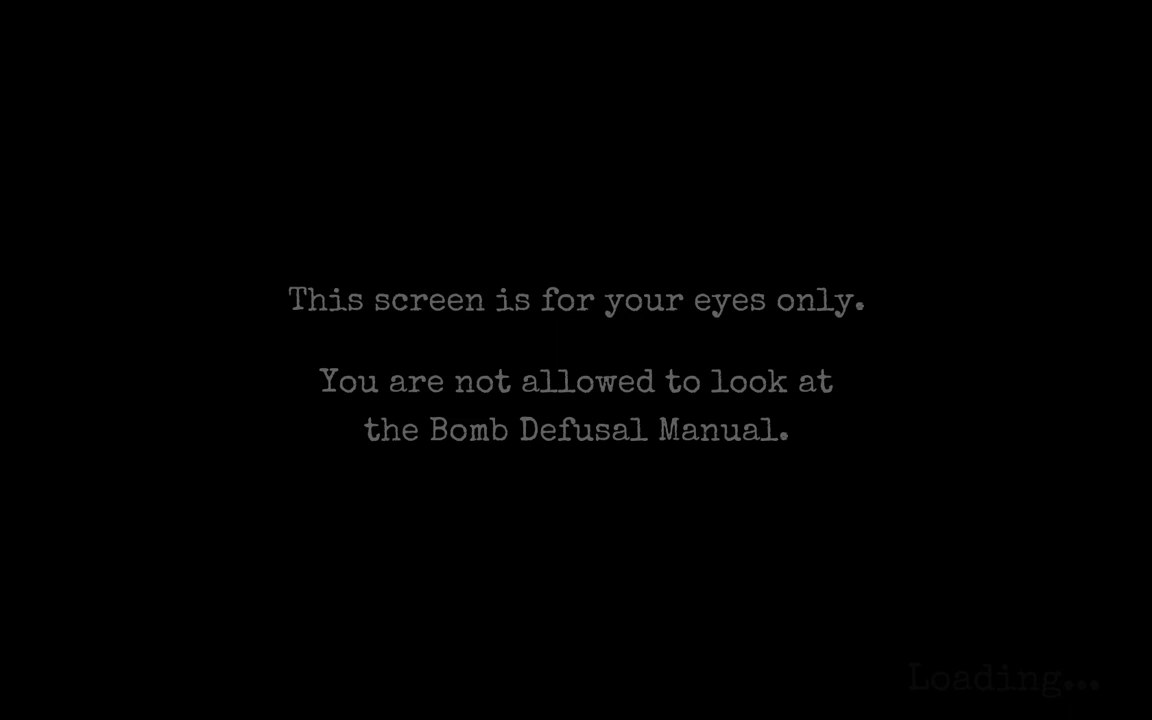 This screen is for your eyes only.
You are not allowed to look at
the Bomb Defusal Manual.
Loading...